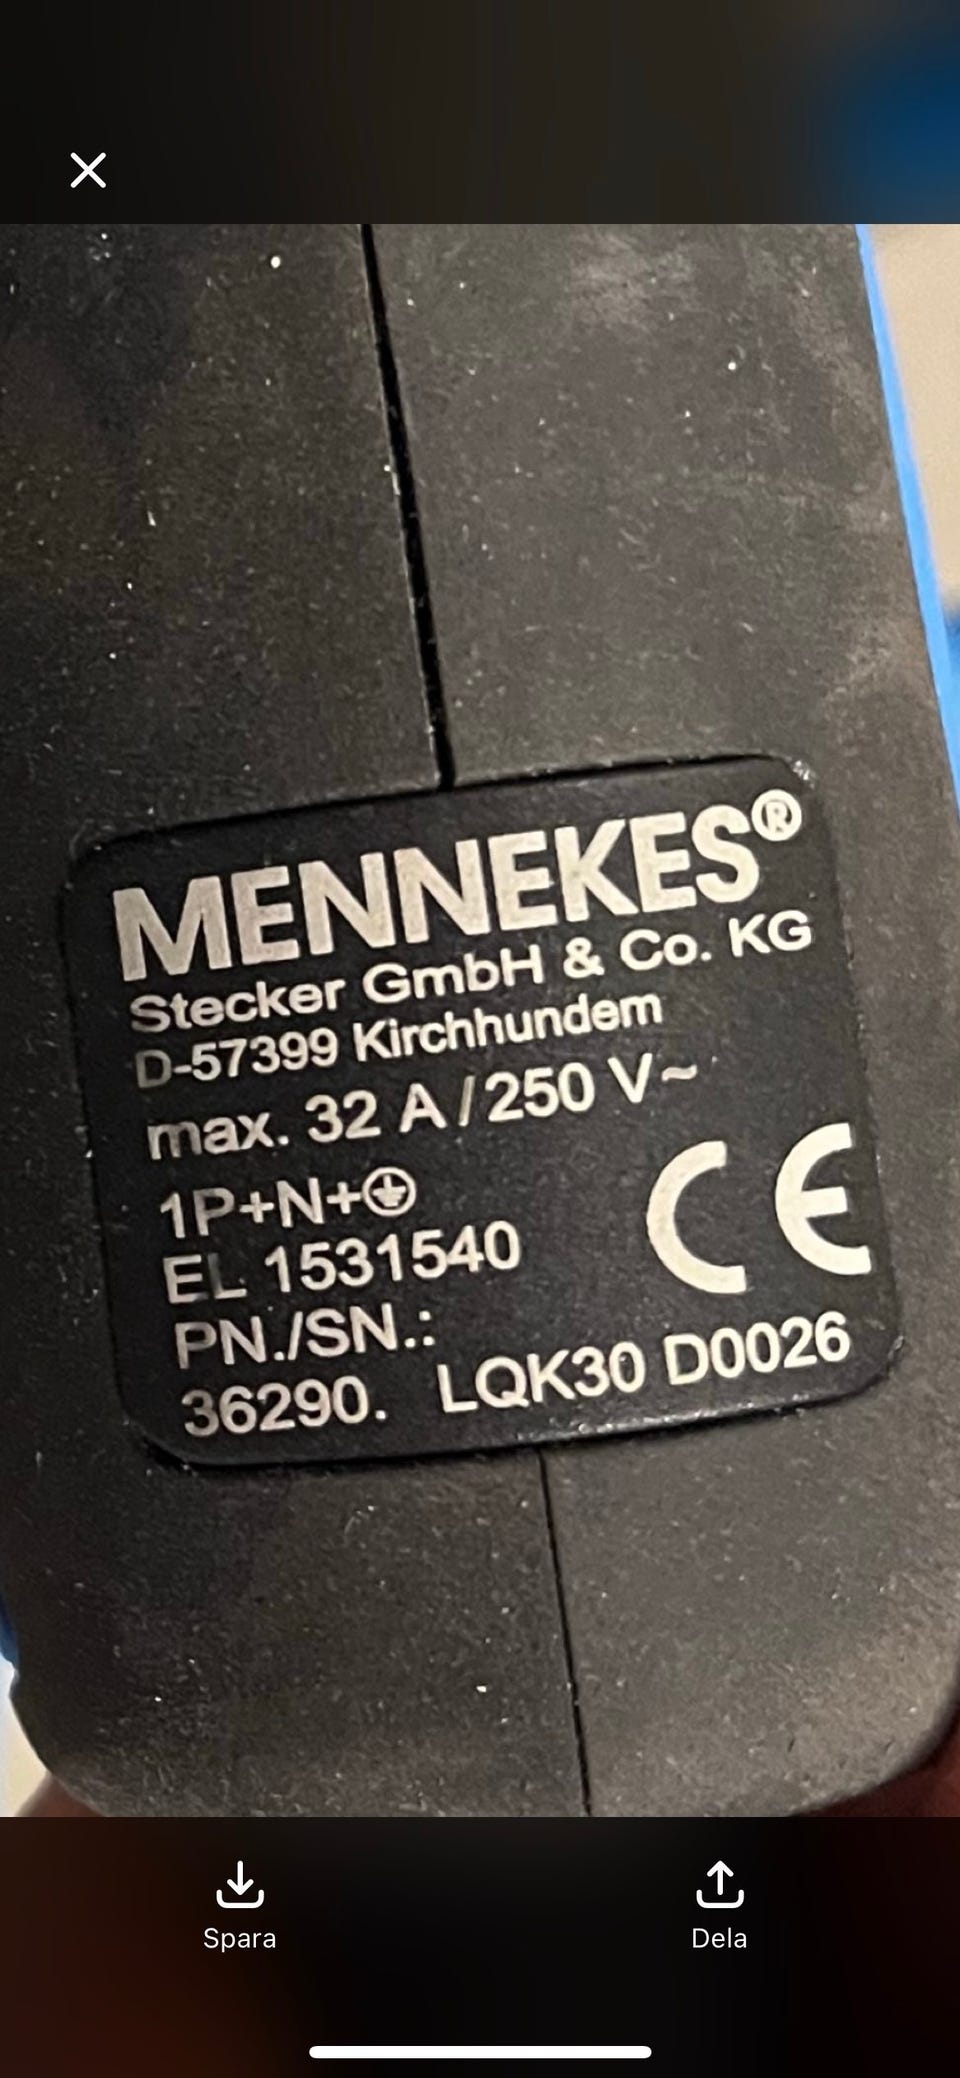 MENNEKES®
Stecker GmbH & Co. KG
D-57399 Kirchhundem
max. 32 A / 250 V~
1P+N+⏚
CE
EL 1531540
PN./SN.:
36290. LQK30 D0026
Spara
Dela